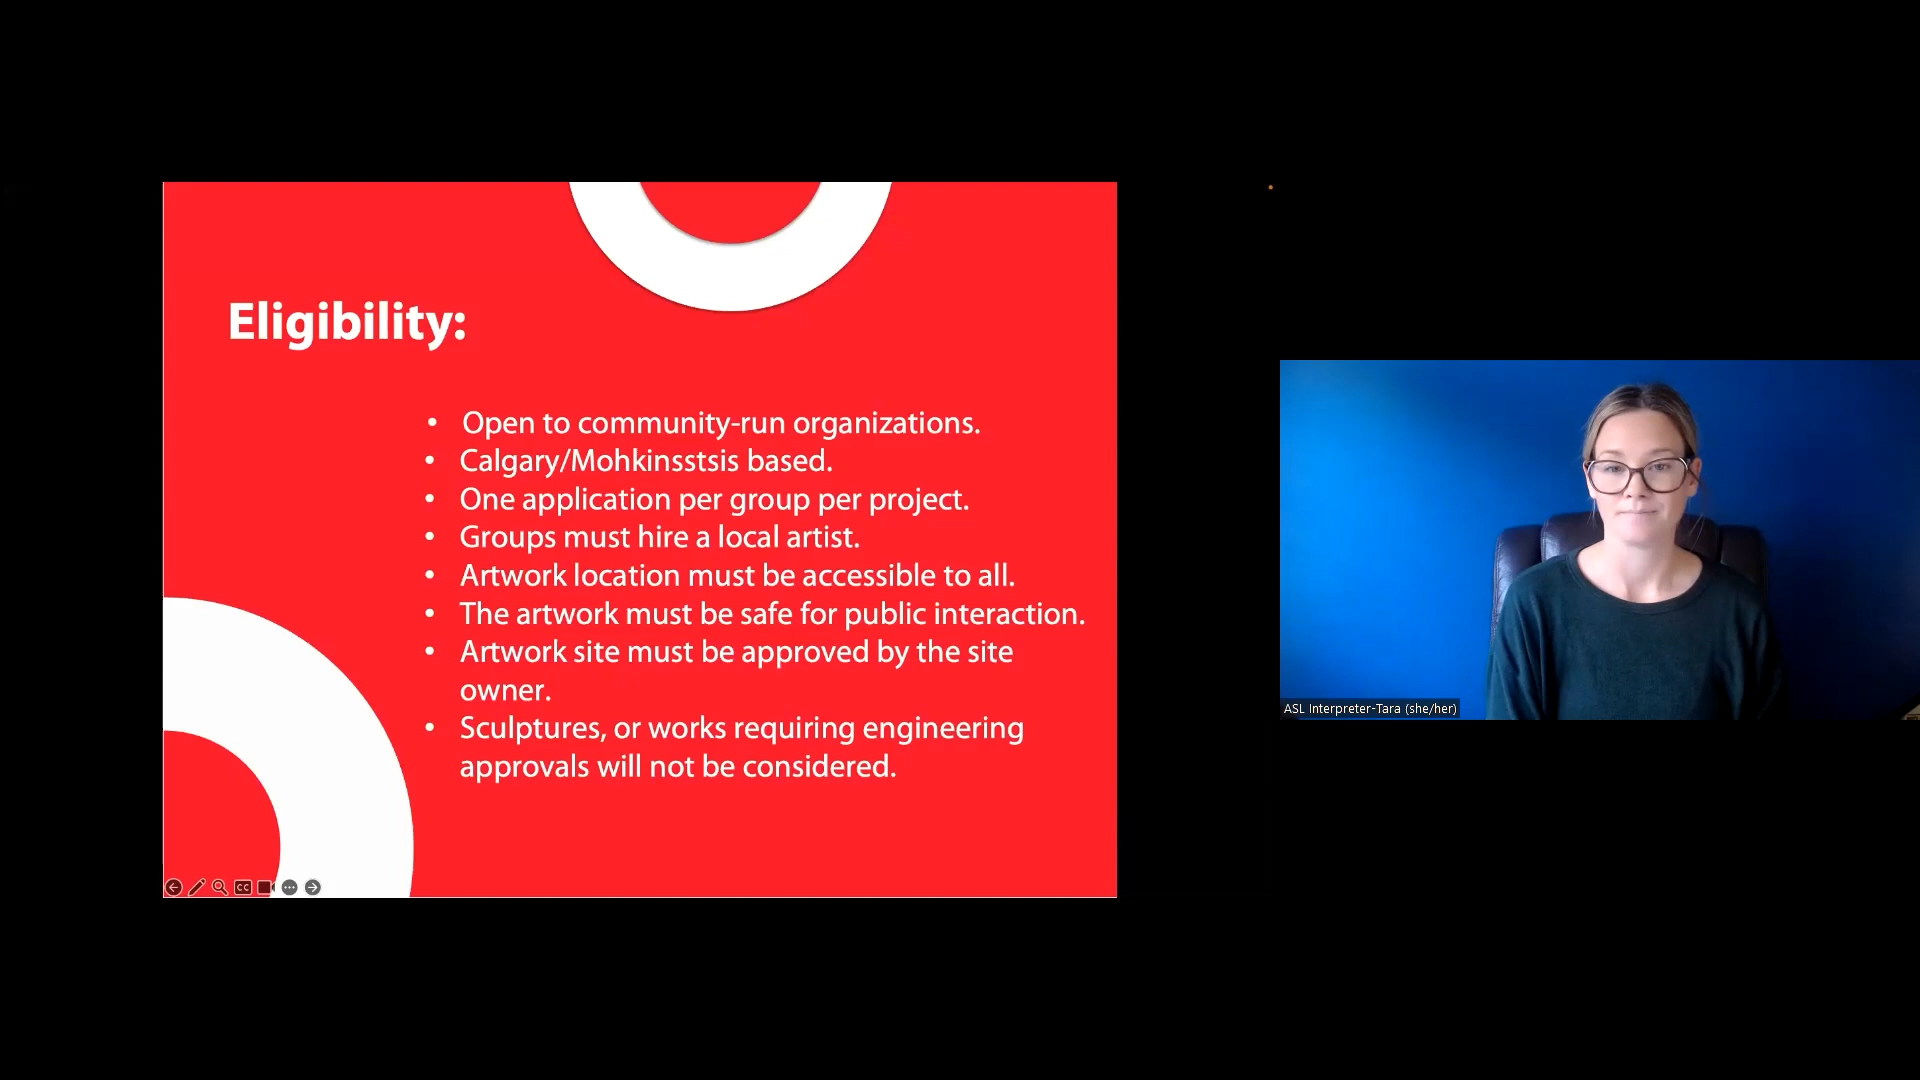 Eligibility:
• Open to community-run organizations.
• Calgary/Mohkinsstsis based.
• One application per group per project.
• Groups must hire a local artist.
• Artwork location must be accessible to all.
• The artwork must be safe for public interaction.
• Artwork site must be approved by the site
owner.
• Sculptures, or works requiring engineering
approvals will not be considered.
CC
ASL Interpreter-Tara (she/her)